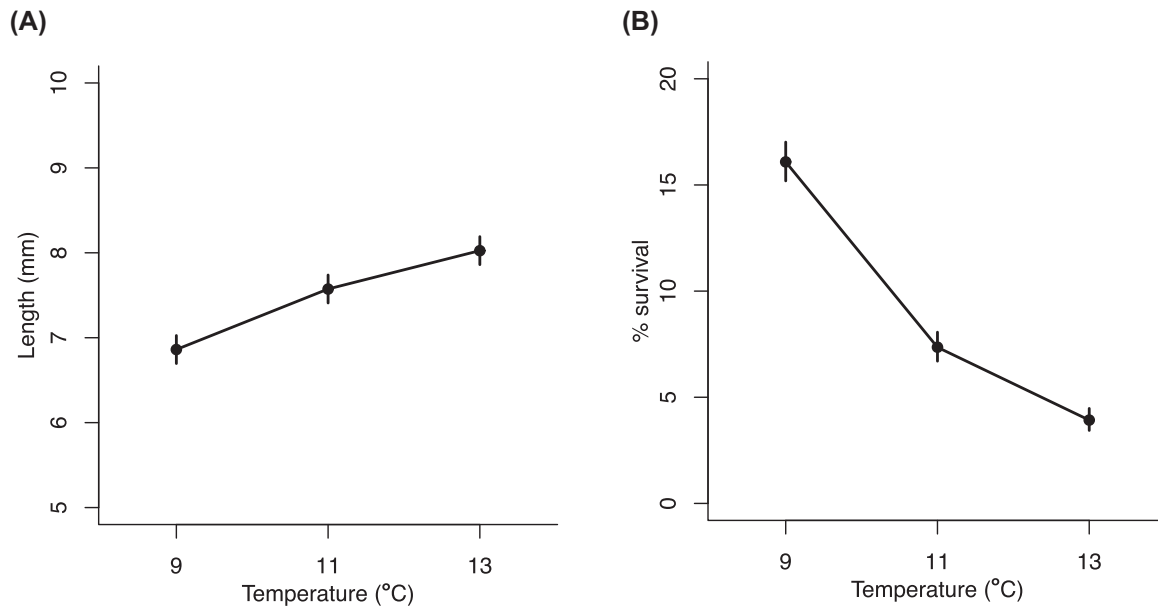 (A)
Length (mm)
10
9
8
7
6
5
9 11 13
Temperature (°C)
(B)
% survival
20
15
10
5
0
9 11 13
Temperature (°C)